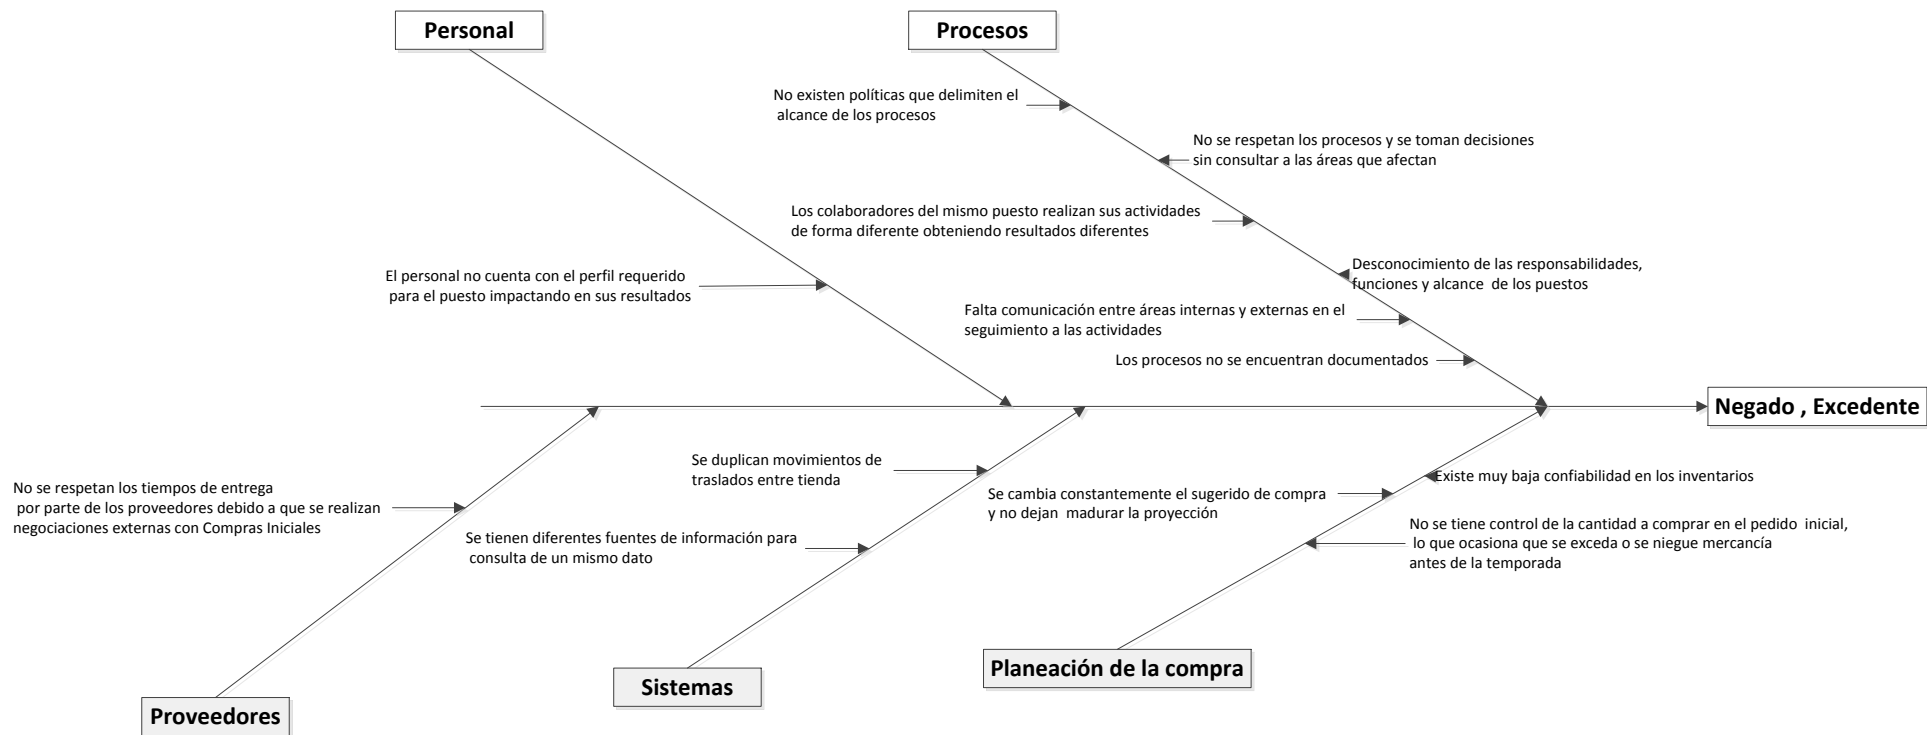 Personal
Procesos
No existen políticas que delimiten el
alcance de los procesos
No se respetan los procesos y se toman decisiones
sin consultar a las áreas que afectan
Los colaboradores del mismo puesto realizan sus actividades
de forma diferente obteniendo resultados diferentes
El personal no cuenta con el perfil requerido
para el puesto impactando en sus resultados
Desconocimiento de las responsabilidades,
funciones y alcance de los puestos
Falta comunicación entre áreas internas y externas en el
seguimiento a las actividades
Los procesos no se encuentran documentados
Negado , Excedente
No se respetan los tiempos de entrega
por parte de los proveedores debido a que se realizan
negociaciones externas con Compras Iniciales
Se duplican movimientos de
traslados entre tienda
Se tienen diferentes fuentes de información para
consulta de un mismo dato
Existe muy baja confiabilidad en los inventarios
Se cambia constantemente el sugerido de compra
y no dejan madurar la proyección
No se tiene control de la cantidad a comprar en el pedido inicial,
lo que ocasiona que se exceda o se niegue mercancía
antes de la temporada
Proveedores
Sistemas
Planeación de la compra